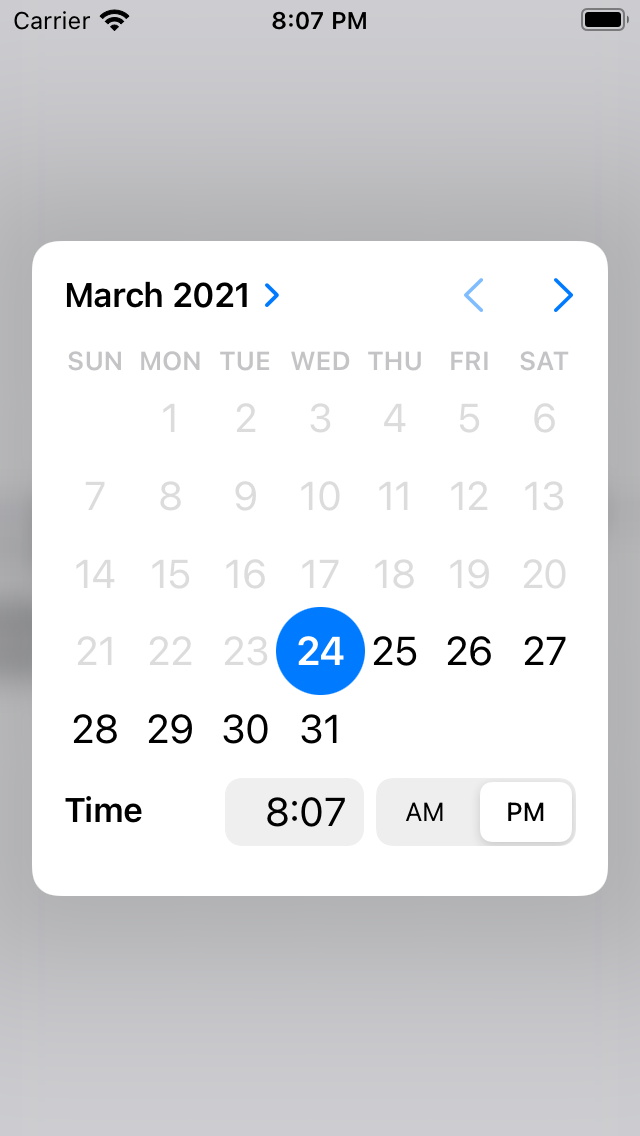 Carrier 8:07 PM
March 2021
SUN MON TUE WED THU FRI SAT
1 2 3 4 5 6
7 8 9 10 11 12 13
14 15 16 17 18 19 20
21 22 23 24 25 26 27
28 29 30 31
Time 8:07 AM PM